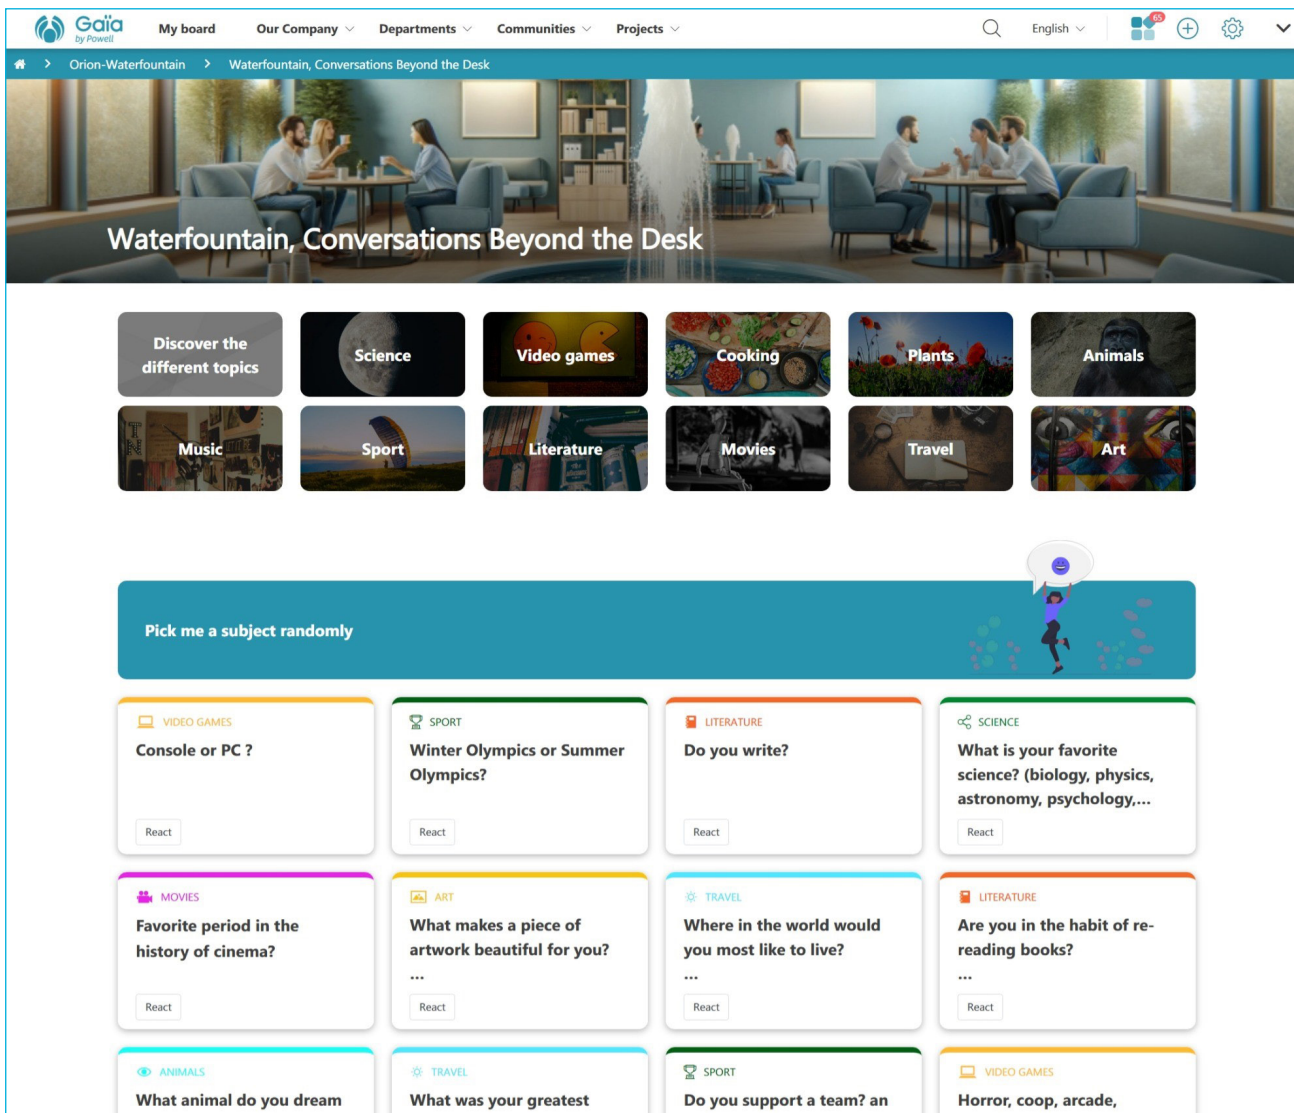 Gaïa
by Powell
My board
Our Company
Departments
Communities
Projects
English
65
Orion-Waterfountain
Waterfountain, Conversations Beyond the Desk
Waterfountain, Conversations Beyond the Desk
Discover the
different topics
Science
Video games
Cooking
Plants
Animals
Music
Sport
Literature
Movies
Travel
Art
Pick me a subject randomly
VIDEO GAMES
Console or PC ?
React
SPORT
Winter Olympics or Summer
Olympics?
React
LITERATURE
Do you write?
React
SCIENCE
What is your favorite
science? (biology, physics,
astronomy, psychology,...
React
MOVIES
Favorite period in the
history of cinema?
React
ART
What makes a piece of
artwork beautiful for you?
...
React
TRAVEL
Where in the world would
you most like to live?
...
React
LITERATURE
Are you in the habit of re-
reading books?
...
React
ANIMALS
What animal do you dream
TRAVEL
What was your greatest
SPORT
Do you support a team? an
VIDEO GAMES
Horror, coop, arcade,